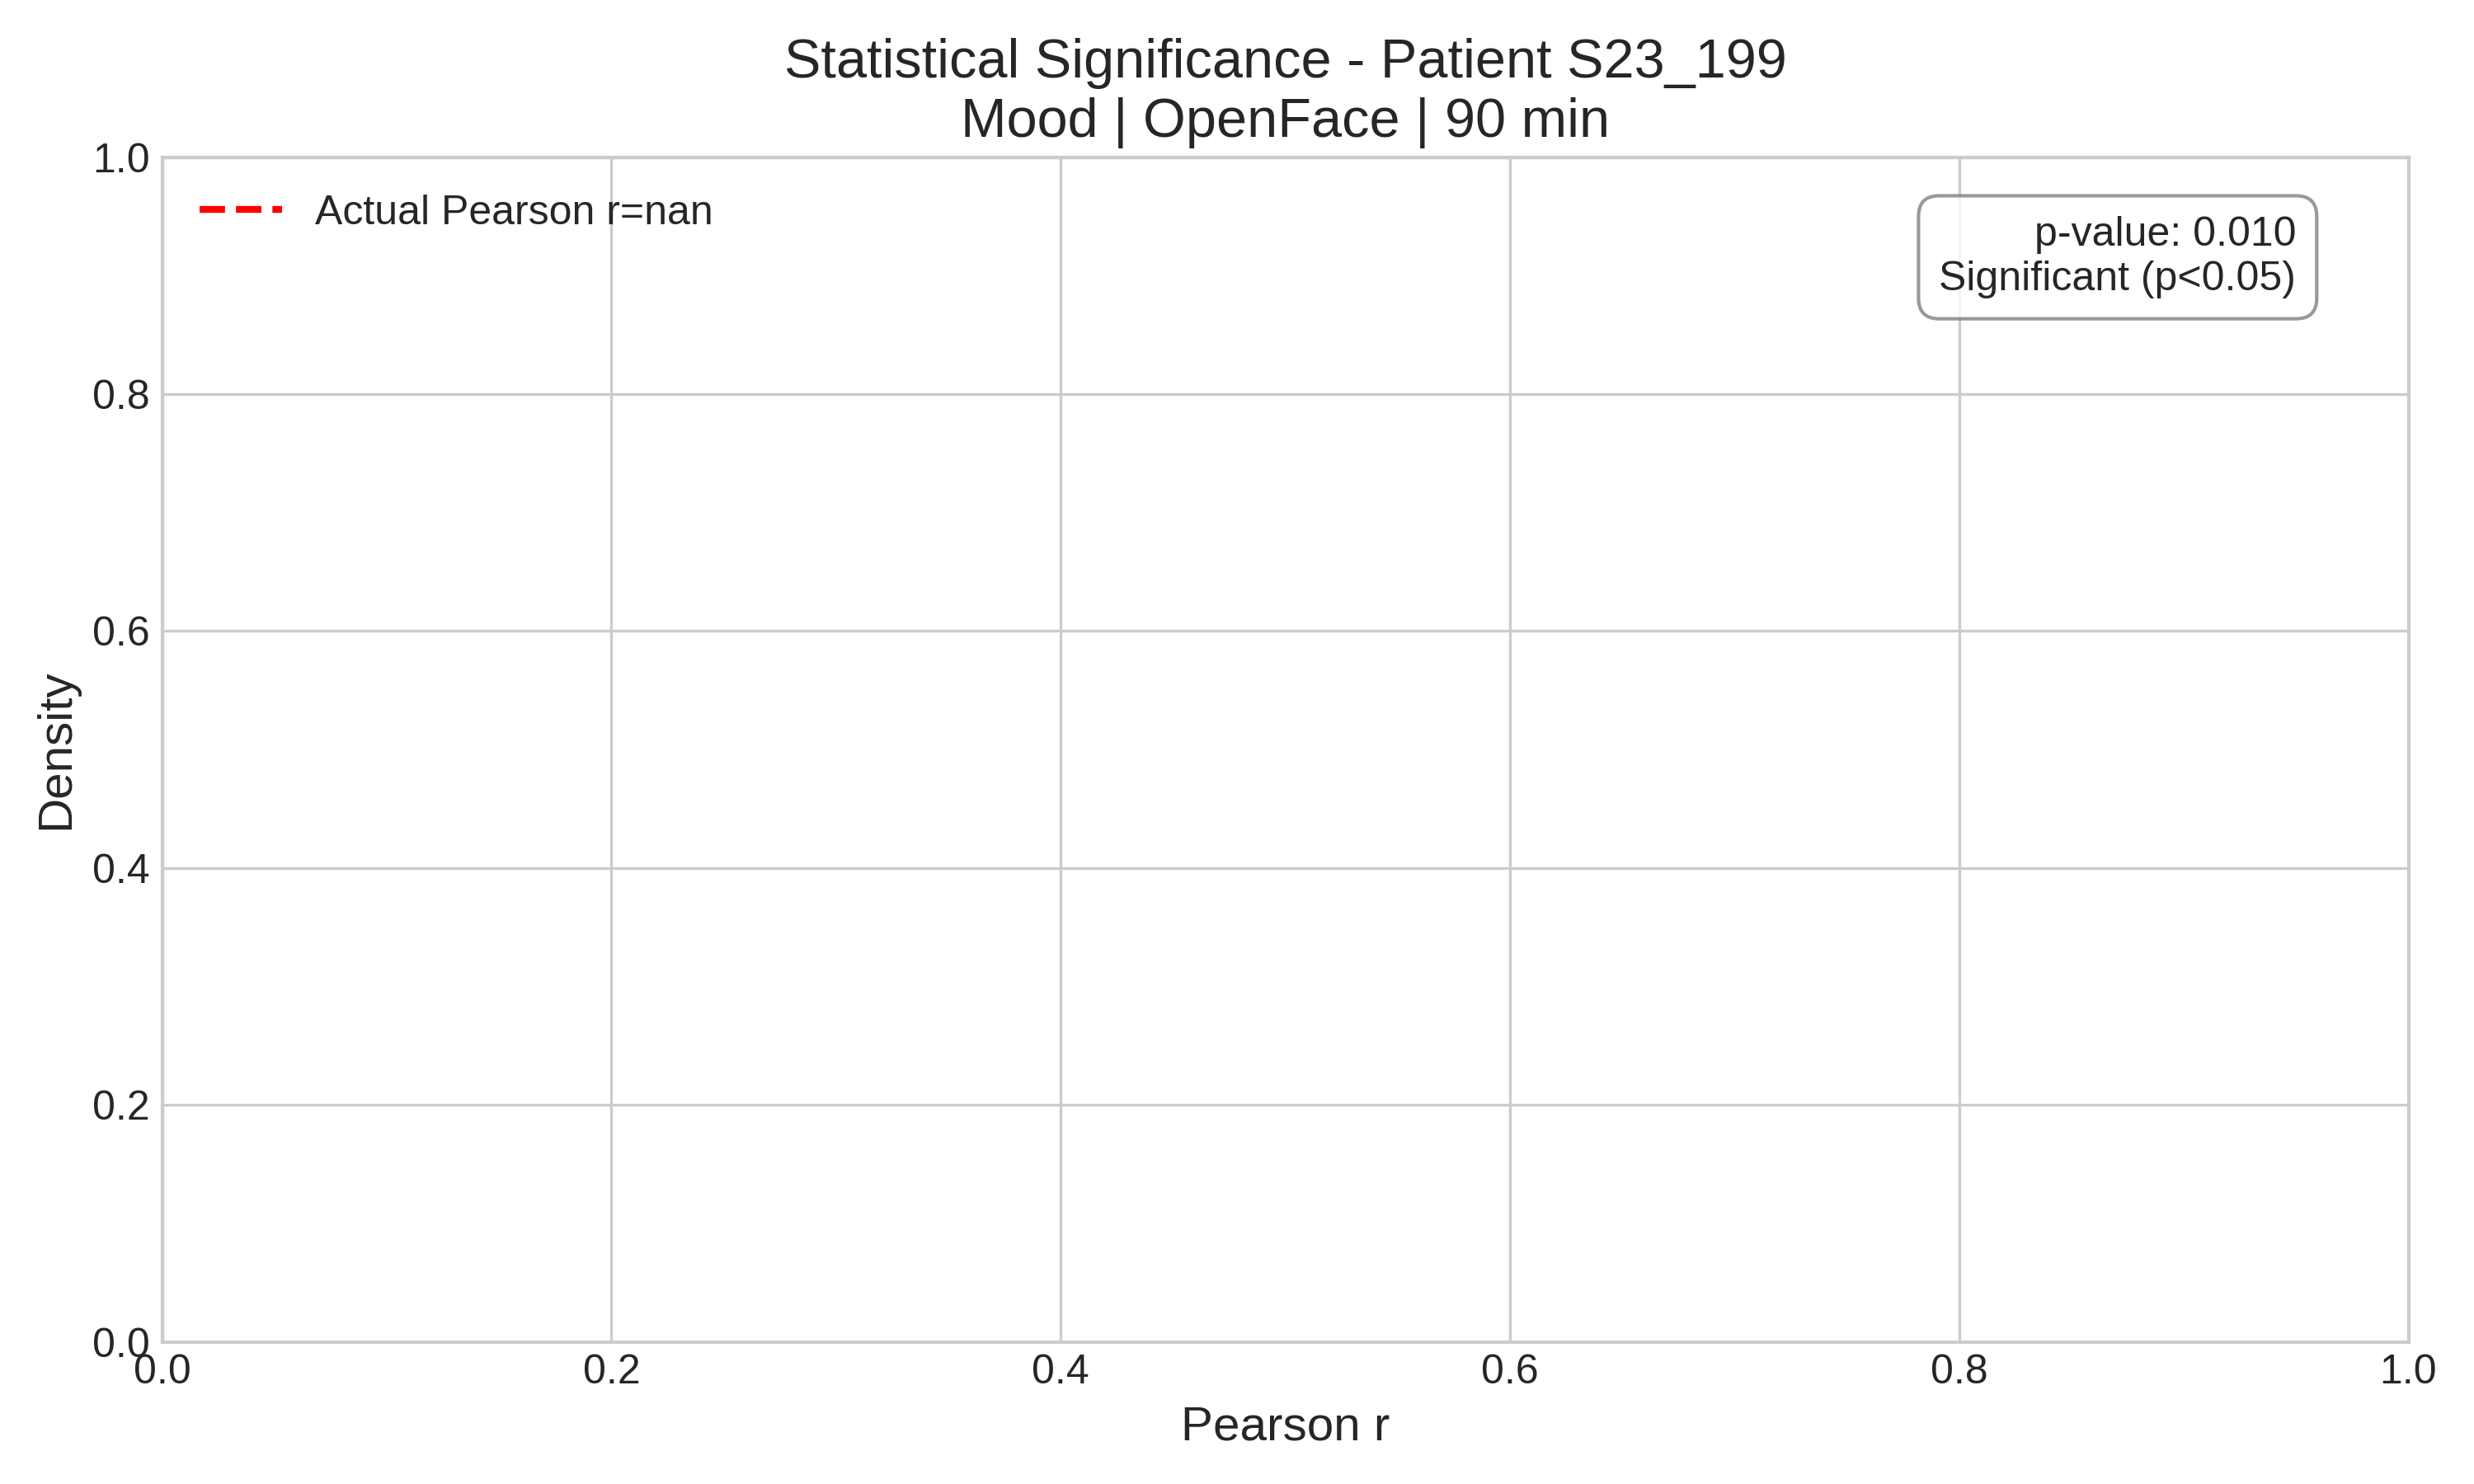 Statistical Significance - Patient S23_199
Mood | OpenFace | 90 min
Actual Pearson r=nan
p-value: 0.010
Significant (p<0.05)
Density
1.0
0.8
0.6
0.4
0.2
0.0
0.0
0.2
0.4
0.6
0.8
1.0
Pearson r